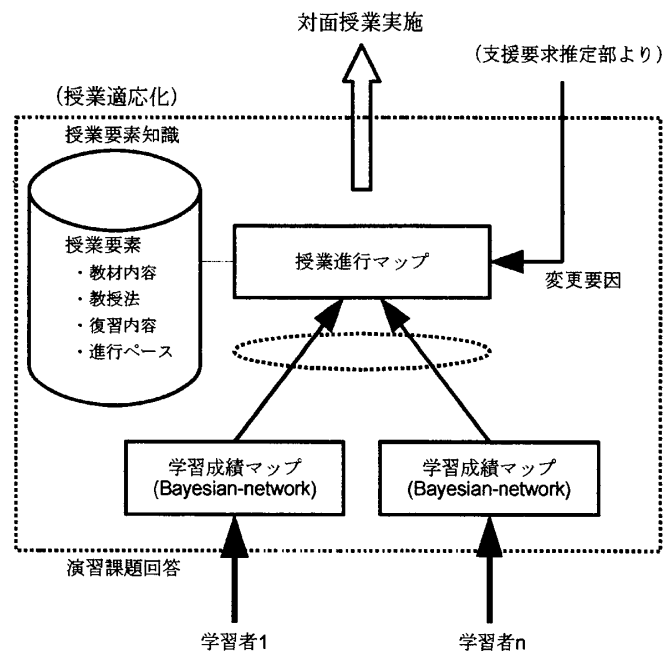 対面授業実施
(支援要求推定部より)
(授業適応化)
授業要素知識
授業要素
・教材内容
・教授法
・復習内容
・進行ペース
授業進行マップ
変更要因
学習成績マップ
(Bayesian-network)
学習成績マップ
(Bayesian-network)
演習課題回答
学習者1
学習者n